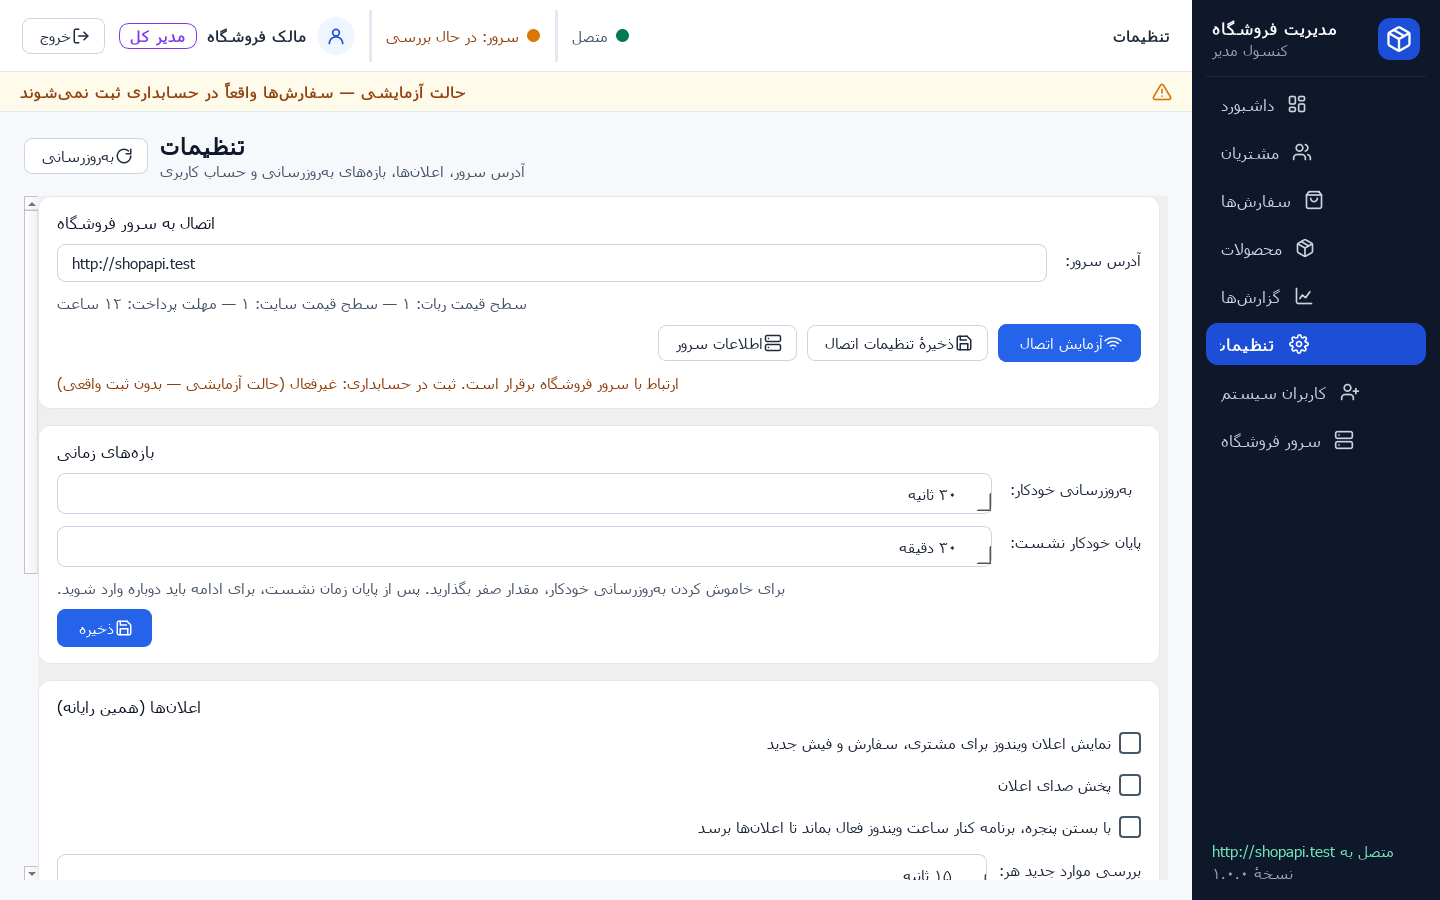 مدیریت فروشگاه
کنسول مدیر
داشبورد
مشتریان
سفارش‌ها
محصولات
گزارش‌ها
تنظیمات
کاربران سیستم
سرور فروشگاه
متصل به http://shopapi.test
نسخهٔ ۱.۰.۰
تنظیمات
متصل
سرور: در حال بررسی
مالک فروشگاه
مدیر کل
خروج
حالت آزمایشی — سفارش‌ها واقعاً در حسابداری ثبت نمی‌شوند
تنظیمات
آدرس سرور، اعلان‌ها، بازه‌های به‌روزرسانی و حساب کاربری
به‌روزرسانی
اتصال به سرور فروشگاه
آدرس سرور:
http://shopapi.test
سطح قیمت ربات: ۱ — سطح قیمت سایت: ۱ — مهلت پرداخت: ۱۲ ساعت
آزمایش اتصال
ذخیرهٔ تنظیمات اتصال
اطلاعات سرور
ارتباط با سرور فروشگاه برقرار است. ثبت در حسابداری: غیرفعال (حالت آزمایشی — بدون ثبت واقعی)
بازه‌های زمانی
به‌روزرسانی خودکار:
۳۰ ثانیه
پایان خودکار نشست:
۳۰ دقیقه
برای خاموش کردن به‌روزرسانی خودکار، مقدار صفر بگذارید. پس از پایان زمان نشست، برای ادامه باید دوباره وارد شوید.
ذخیره
اعلان‌ها (همین رایانه)
نمایش اعلان ویندوز برای مشتری، سفارش و فیش جدید
پخش صدای اعلان
با بستن پنجره، برنامه کنار ساعت ویندوز فعال بماند تا اعلان‌ها برسد
بررسی موارد جدید هر:
۱۵ ثانیه